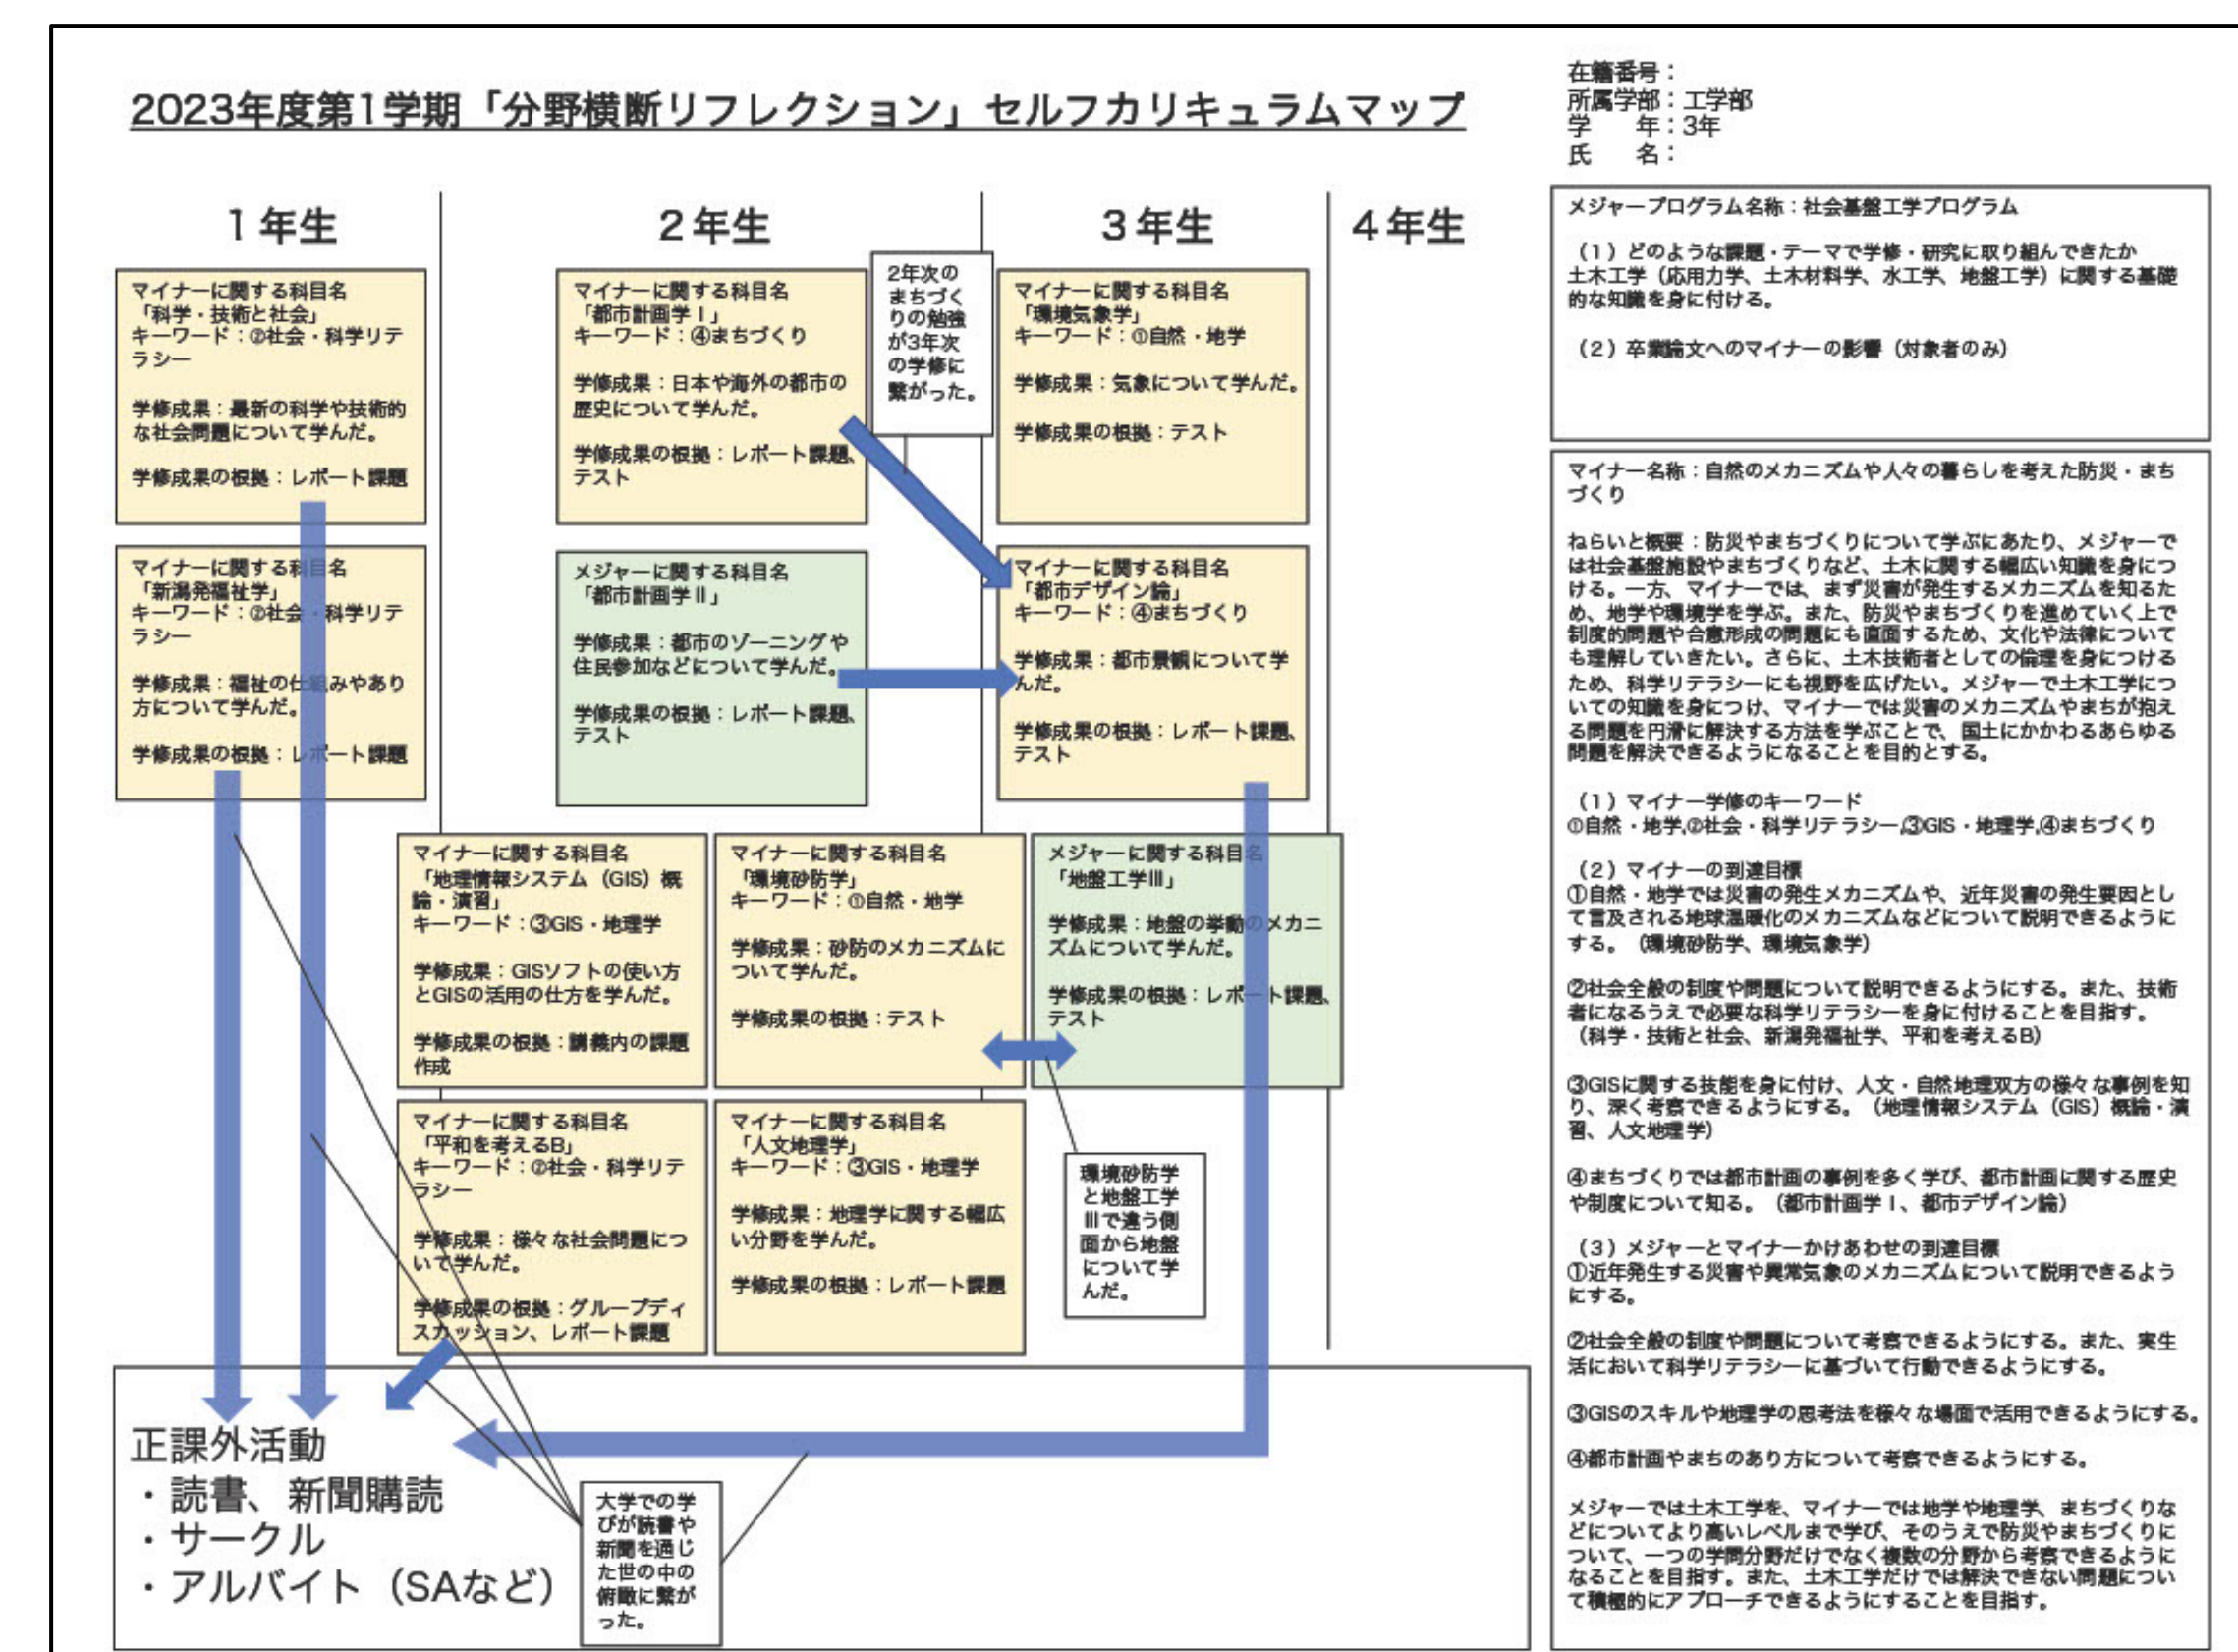 2023年度第1学期「分野横断リフレクション」セルフカリキュラムマップ
在籍番号：
所属学部：工学部
学　　年：3年
氏　　名：
1年生
2年生
3年生
4年生
マイナーに関する科目名
「科学・技術と社会」
キーワード：②社会・科学リテ
ラシー
学修成果：最新の科学や技術的
な社会問題について学んだ。
学修成果の根拠：レポート課題
マイナーに関する科目名
「都市計画学Ⅰ」
キーワード：④まちづくり
学修成果：日本や海外の都市の
歴史について学んだ。
学修成果の根拠：レポート課題、
テスト
2年次の
まちづく
りの勉強
が3年次
の学修に
繋がった。
マイナーに関する科目名
「環境気象学」
キーワード：①自然・地学
学修成果：気象について学んだ。
学修成果の根拠：テスト
マイナーに関する科目名
「新潟発福祉学」
キーワード：②社会・科学リテ
ラシー
学修成果：福祉の仕組みやあり
方について学んだ。
学修成果の根拠：レポート課題
メジャーに関する科目名
「都市計画学Ⅱ」
学修成果：都市のゾーニングや
住民参加などについて学んだ。
学修成果の根拠：レポート課題、
テスト
マイナーに関する科目名
「都市デザイン論」
キーワード：④まちづくり
学修成果：都市景観について学
んだ。
学修成果の根拠：レポート課題、
テスト
マイナーに関する科目名
「地理情報システム（GIS）概
論・演習」
キーワード：③GIS・地理学
学修成果：GISソフトの使い方
とGISの活用の仕方を学んだ。
学修成果の根拠：講義内の課題
作成
マイナーに関する科目名
「環境砂防学」
キーワード：①自然・地学
学修成果：砂防のメカニズムに
ついて学んだ。
学修成果の根拠：テスト
メジャーに関する科目名
「地盤工学Ⅲ」
学修成果：地盤の挙動のメカニ
ズムについて学んだ。
学修成果の根拠：レポート課題、
テスト
マイナーに関する科目名
「平和を考えるB」
キーワード：②社会・科学リテ
ラシー
学修成果：様々な社会問題につ
いて学んだ。
学修成果の根拠：グループディ
スカッション、レポート課題
マイナーに関する科目名
「人文地理学」
キーワード：③GIS・地理学
学修成果：地理学に関する幅広
い分野を学んだ。
学修成果の根拠：レポート課題
環境砂防学
と地盤工学
Ⅲで違う側
面から地盤
について学
んだ。
正課外活動
・読書、新聞購読
・サークル
・アルバイト（SAなど）
大学での学
びが読書や
新聞を通じ
た世の中の
俯瞰に繋が
った。
メジャープログラム名称：社会基盤工学プログラム
（1）どのような課題・テーマで学修・研究に取り組んできたか
土木工学（応用力学、土木材料学、水工学、地盤工学）に関する基礎
的な知識を身に付ける。
（2）卒業論文へのマイナーの影響（対象者のみ）
マイナー名称：自然のメカニズムや人々の暮らしを考えた防災・まち
づくり
ねらいと概要：防災やまちづくりについて学ぶにあたり、メジャーで
は社会基盤施設やまちづくりなど、土木に関する幅広い知識を身につ
ける。一方、マイナーでは、まず災害が発生するメカニズムを知るた
め、地学や環境学を学ぶ。また、防災やまちづくりを進めていく上で
制度的問題や合意形成の問題にも直面するため、文化や法律について
も理解していきたい。さらに、土木技術者としての倫理を身につける
ため、科学リテラシーにも視野を広げたい。メジャーで土木工学につ
いての知識を身につけ、マイナーでは災害のメカニズムやまちが抱え
る問題を円滑に解決する方法を学ぶことで、国土にかかわるあらゆる
問題を解決できるようになることを目的とする。
（1）マイナー学修のキーワード
①自然・地学,②社会・科学リテラシー,③GIS・地理学,④まちづくり
（2）マイナーの到達目標
①自然・地学では災害の発生メカニズムや、近年災害の発生要因とし
て言及される地球温暖化のメカニズムなどについて説明できるように
する。（環境砂防学、環境気象学）
②社会全般の制度や問題について説明できるようにする。また、技術
者になるうえで必要な科学リテラシーを身に付けることを目指す。
（科学・技術と社会、新潟発福祉学、平和を考えるB）
③GISに関する技能を身に付け、人文・自然地理双方の様々な事例を知
り、深く考察できるようにする。（地理情報システム（GIS）概論・演
習、人文地理学）
④まちづくりでは都市計画の事例を多く学び、都市計画に関する歴史
や制度について知る。（都市計画学Ⅰ、都市デザイン論）
（3）メジャーとマイナーかけあわせの到達目標
①近年発生する災害や異常気象のメカニズムについて説明できるよう
にする。
②社会全般の制度や問題について考察できるようにする。また、実生
活において科学リテラシーに基づいて行動できるようにする。
③GISのスキルや地理学の思考法を様々な場面で活用できるようにする。
④都市計画やまちのあり方について考察できるようにする。
メジャーでは土木工学を、マイナーでは地学や地理学、まちづくりな
どについてより高いレベルまで学び、そのうえで防災やまちづくりに
ついて、一つの学問分野だけでなく複数の分野から考察できるように
なることを目指す。また、土木工学だけでは解決できない問題につい
て積極的にアプローチできるようにすることを目指す。